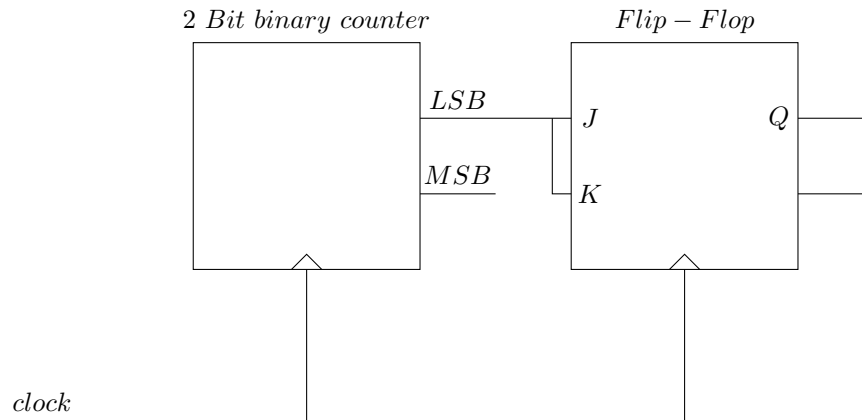 2 Bit binary counter
Flip − Flop
LSB
J
Q
MSB
K
clock